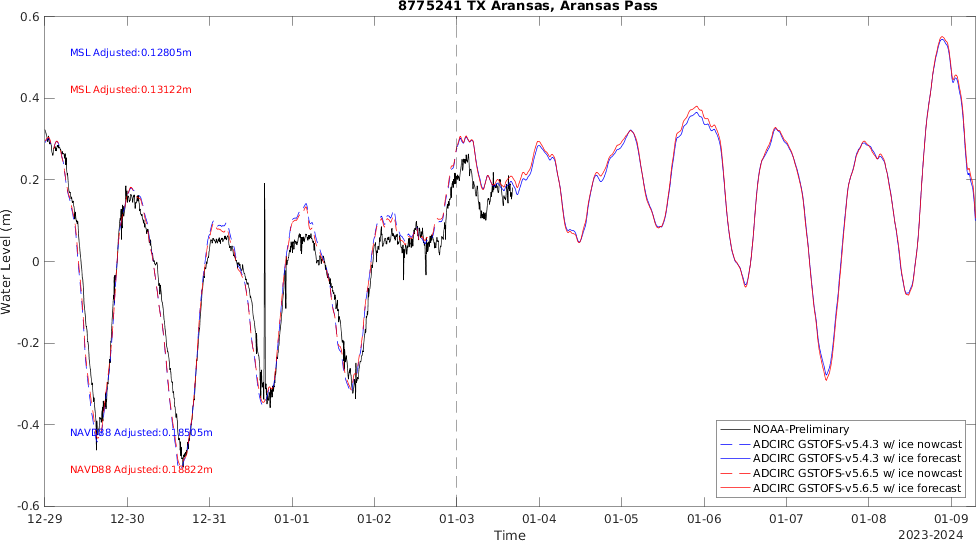 8775241 TX Aransas, Aransas Pass
0.6
0.4
0.2
0
-0.2
-0.4
-0.6
Water Level (m)
MSL Adjusted:0.12805m
MSL Adjusted:0.13122m
NAVD88 Adjusted:0.18505m
NAVD88 Adjusted:0.18822m
NOAA-Preliminary
ADCIRC GSTOFS-v5.4.3 w/ ice nowcast
ADCIRC GSTOFS-v5.4.3 w/ ice forecast
ADCIRC GSTOFS-v5.6.5 w/ ice nowcast
ADCIRC GSTOFS-v5.6.5 w/ ice forecast
12-29 12-30 12-31 01-01 01-02 01-03 01-04 01-05 01-06 01-07 01-08 01-09
Time
2023-2024